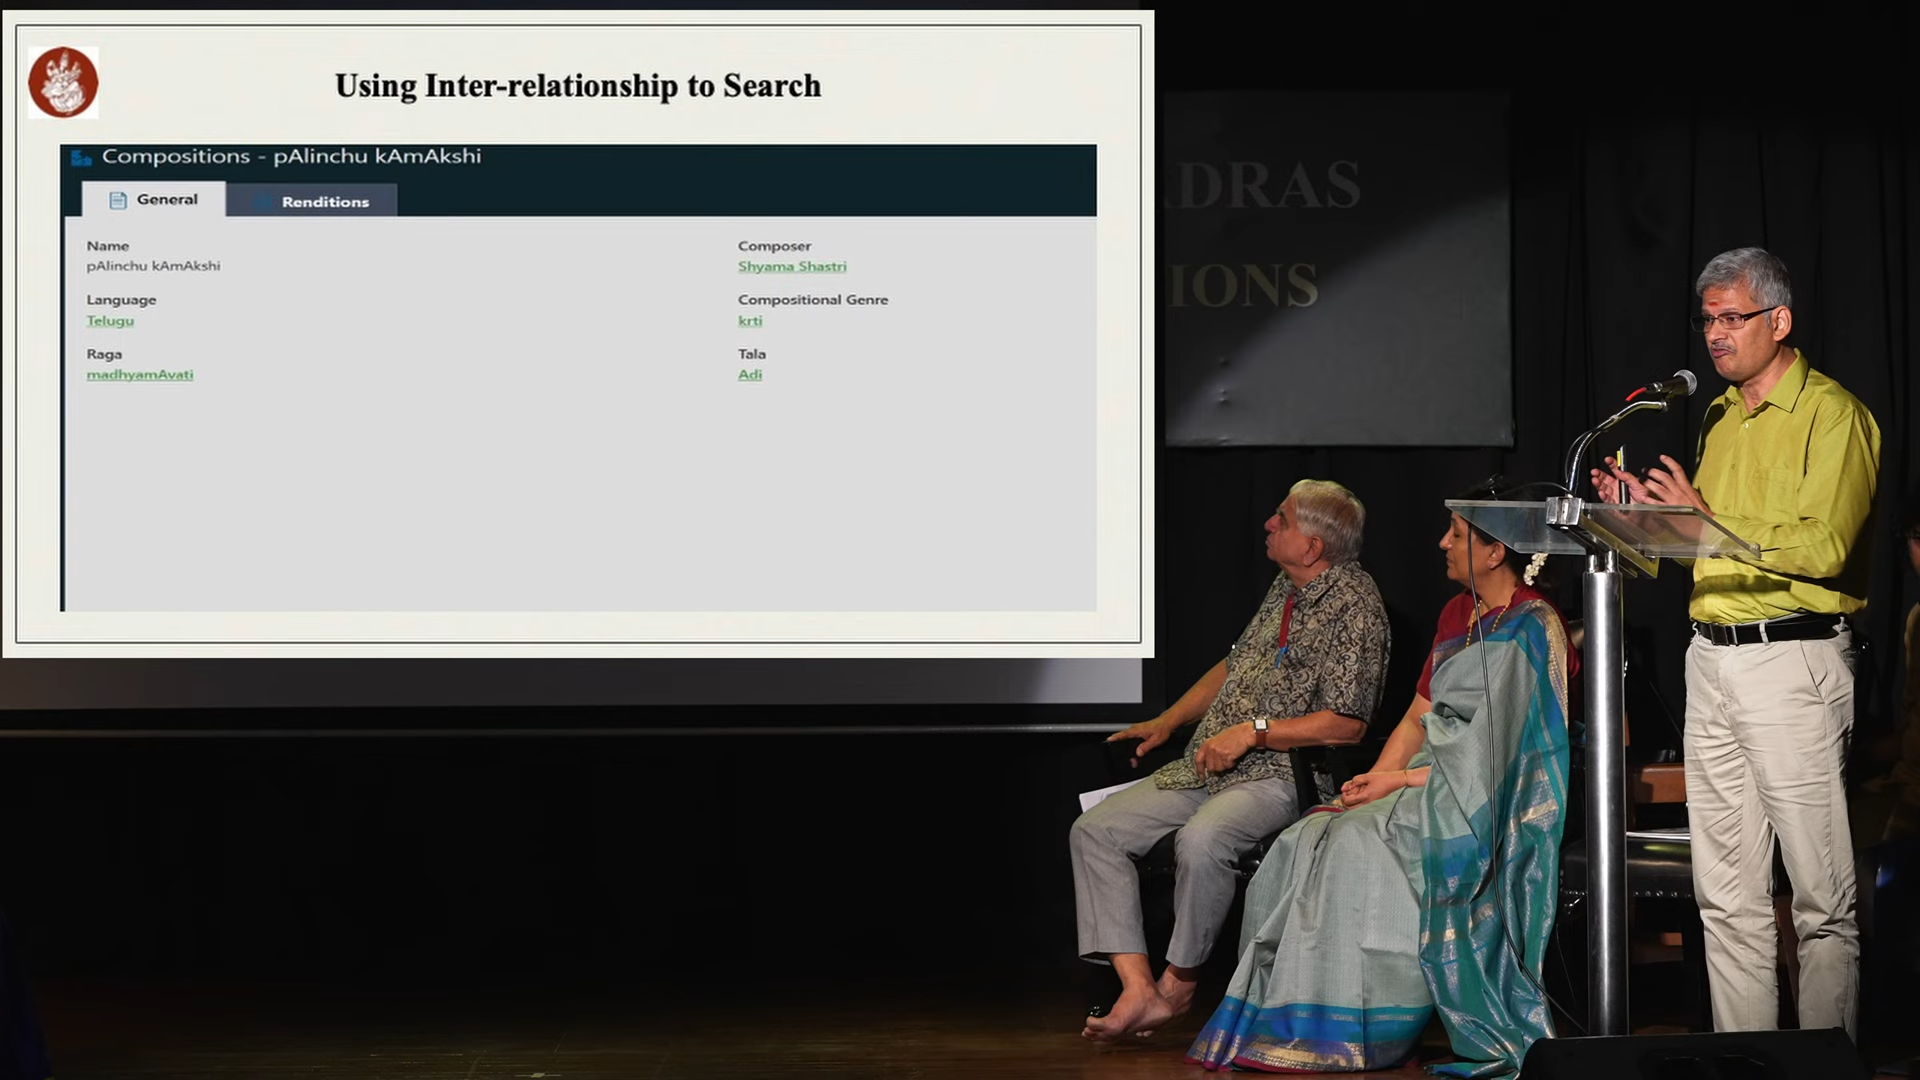 Using Inter-relationship to Search
Compositions - pAlinchu kAmAkshi
General
Renditions
Name
pAlinchu kAmAkshi
Composer
Shyama Shastri
Language
Telugu
Compositional Genre
krti
Raga
madhyamAvati
Tala
Adi
DRAS
IONS